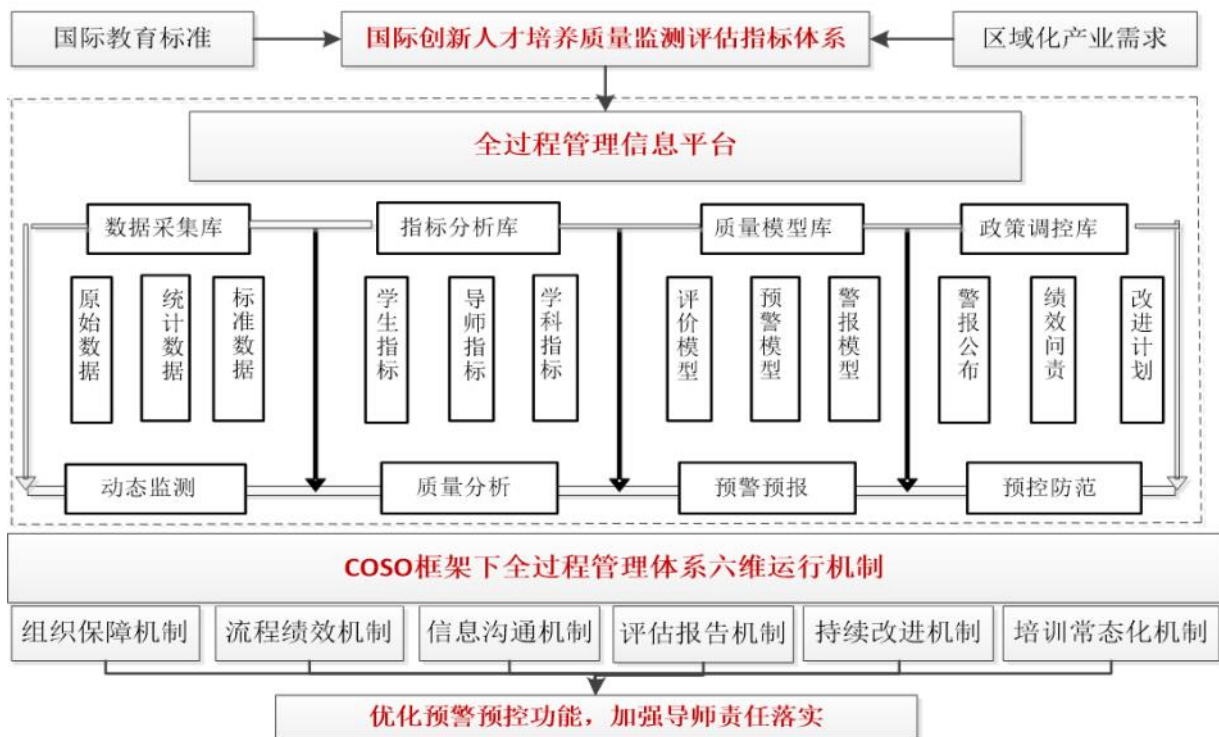 国际教育标准
国际创新人才培养质量监测评估指标体系
区域化产业需求
全过程管理信息平台
数据采集库
指标分析库
质量模型库
政策调控库
原始数据
统计数据
标准数据
学生指标
导师指标
学科指标
评价模型
预警模型
警报模型
警报公布
绩效问责
改进计划
动态监测
质量分析
预警预报
预控防范
COSO框架下全过程管理体系六维运行机制
组织保障机制
流程绩效机制
信息沟通机制
评估报告机制
持续改进机制
培训常态化机制
优化预警预控功能，加强导师责任落实